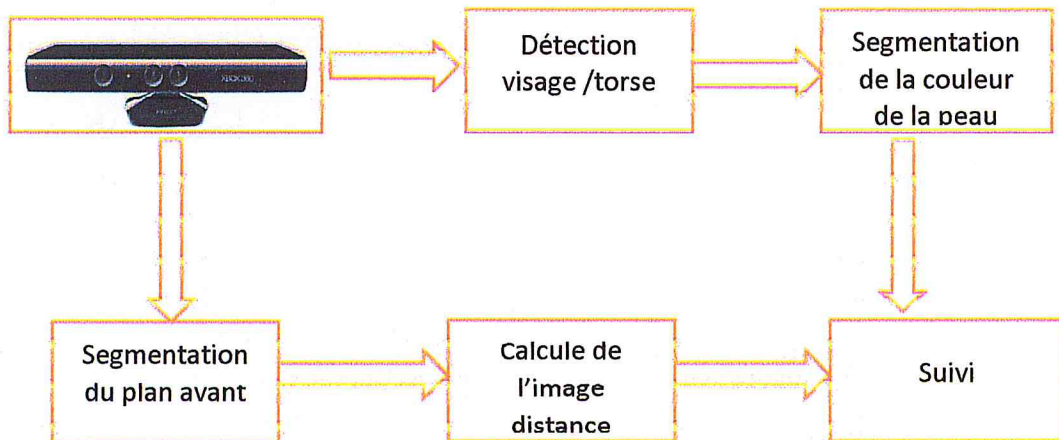 XBOX360
Détection
visage /torse
Segmentation
de la couleur
de la peau
Segmentation
du plan avant
Calcule de
l'image
distance
Suivi